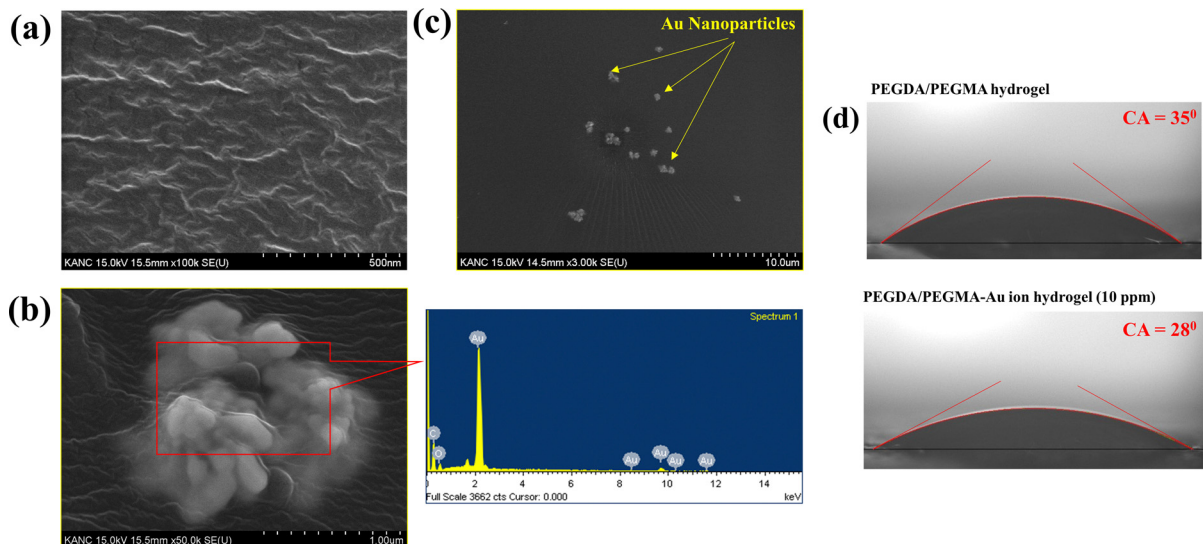 (a)
KANC 15.0kV 15.5mm x100k SE(U)
500nm
(b)
KANC 15.0kV 15.5mm x50.0k SE(U)
1.00um
(c)
Au Nanoparticles
KANC 15.0kV 14.5mm x3.00k SE(U)
10.0um
Spectrum 1
Au
C
O
Au
Au
Au
Au
0 2 4 6 8 10 12 14
Full Scale 3662 cts Cursor: 0.000
keV
(d)
PEGDA/PEGMA hydrogel
CA = 35⁰
PEGDA/PEGMA-Au ion hydrogel (10 ppm)
CA = 28⁰